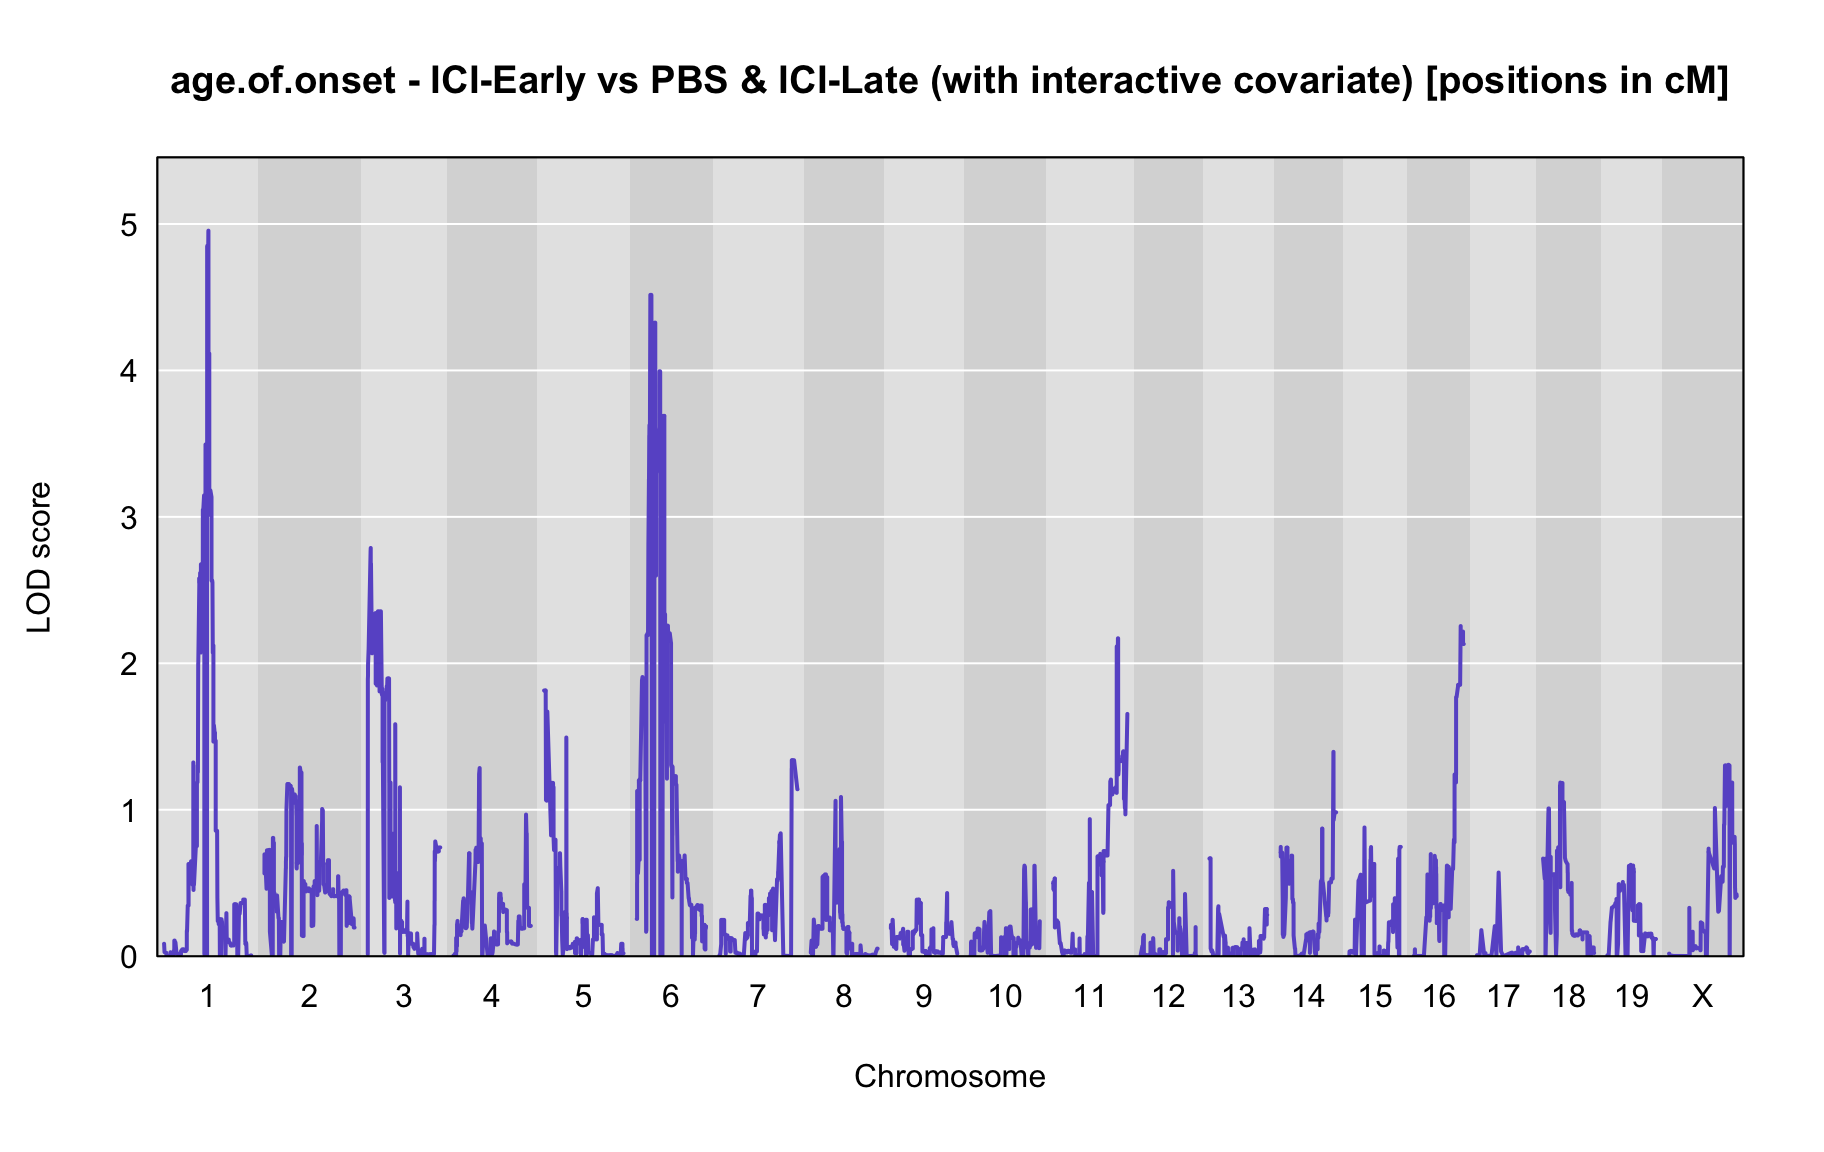 age.of.onset - ICI-Early vs PBS & ICI-Late (with interactive covariate) [positions in cM]
5
4
3
2
1
0
LOD score
1 2 3 4 5 6 7 8 9 10 11 12 13 14 15 16 17 18 19 X
Chromosome